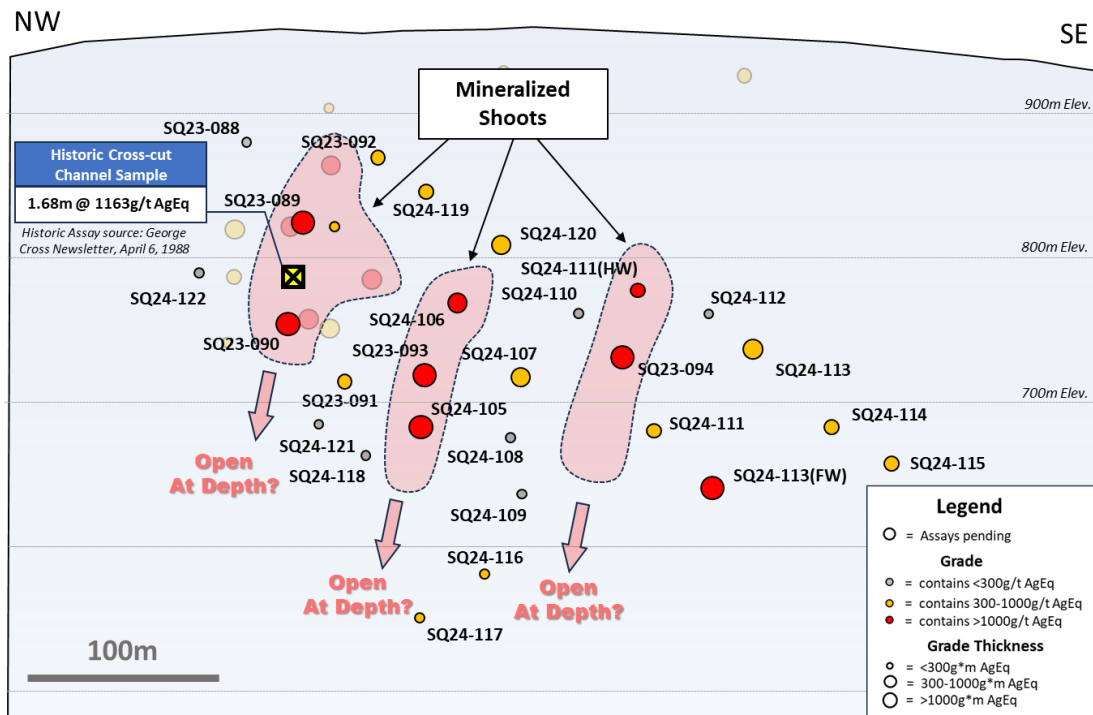 NW
SE
Mineralized
Shoots
900m Elev.
SQ23-088
SQ23-092
Historic Cross-cut
Channel Sample
1.68m @ 1163g/t AgEq
Historic Assay source: George
Cross Newsletter, April 6, 1988
SQ23-089
SQ24-119
SQ24-120
800m Elev.
SQ24-111(HW)
SQ24-122
SQ24-110
SQ24-112
SQ24-106
SQ23-090
SQ23-093
SQ24-107
SQ23-094
SQ24-113
SQ23-091
700m Elev.
SQ24-105
SQ24-114
SQ24-121
SQ24-111
SQ24-118
SQ24-108
SQ24-115
Open
At Depth?
SQ24-113(FW)
SQ24-109
SQ24-116
Open
At Depth?
Open
At Depth?
SQ24-117
100m
Legend
= Assays pending
Grade
= contains <300g/t AgEq
= contains 300-1000g/t AgEq
= contains >1000g/t AgEq
Grade Thickness
= <300g*m AgEq
= 300-1000g*m AgEq
= >1000g*m AgEq